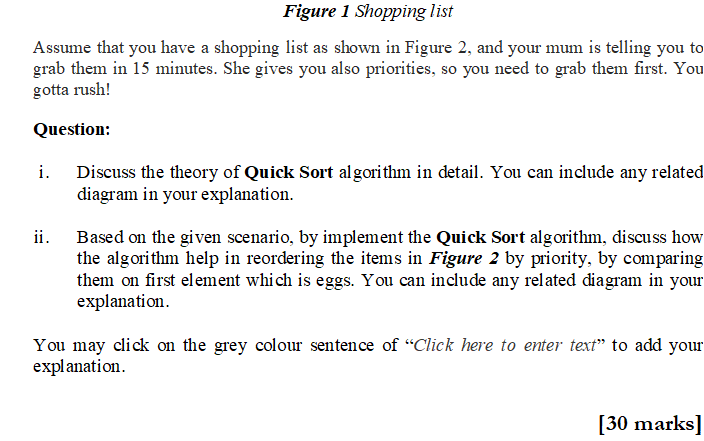 Figure 1 Shopping list
Assume that you have a shopping list as shown in Figure 2, and your mum is telling you to
grab them in 15 minutes. She gives you also priorities, so you need to grab them first. You
gotta rush!
Question:
i. Discuss the theory of Quick Sort algorithm in detail. You can include any related
diagram in your explanation.
ii. Based on the given scenario, by implement the Quick Sort algorithm, discuss how
the algorithm help in reordering the items in Figure 2 by priority, by comparing
them on first element which is eggs. You can include any related diagram in your
explanation.
You may click on the grey colour sentence of “Click here to enter text” to add your
explanation.
[30 marks]